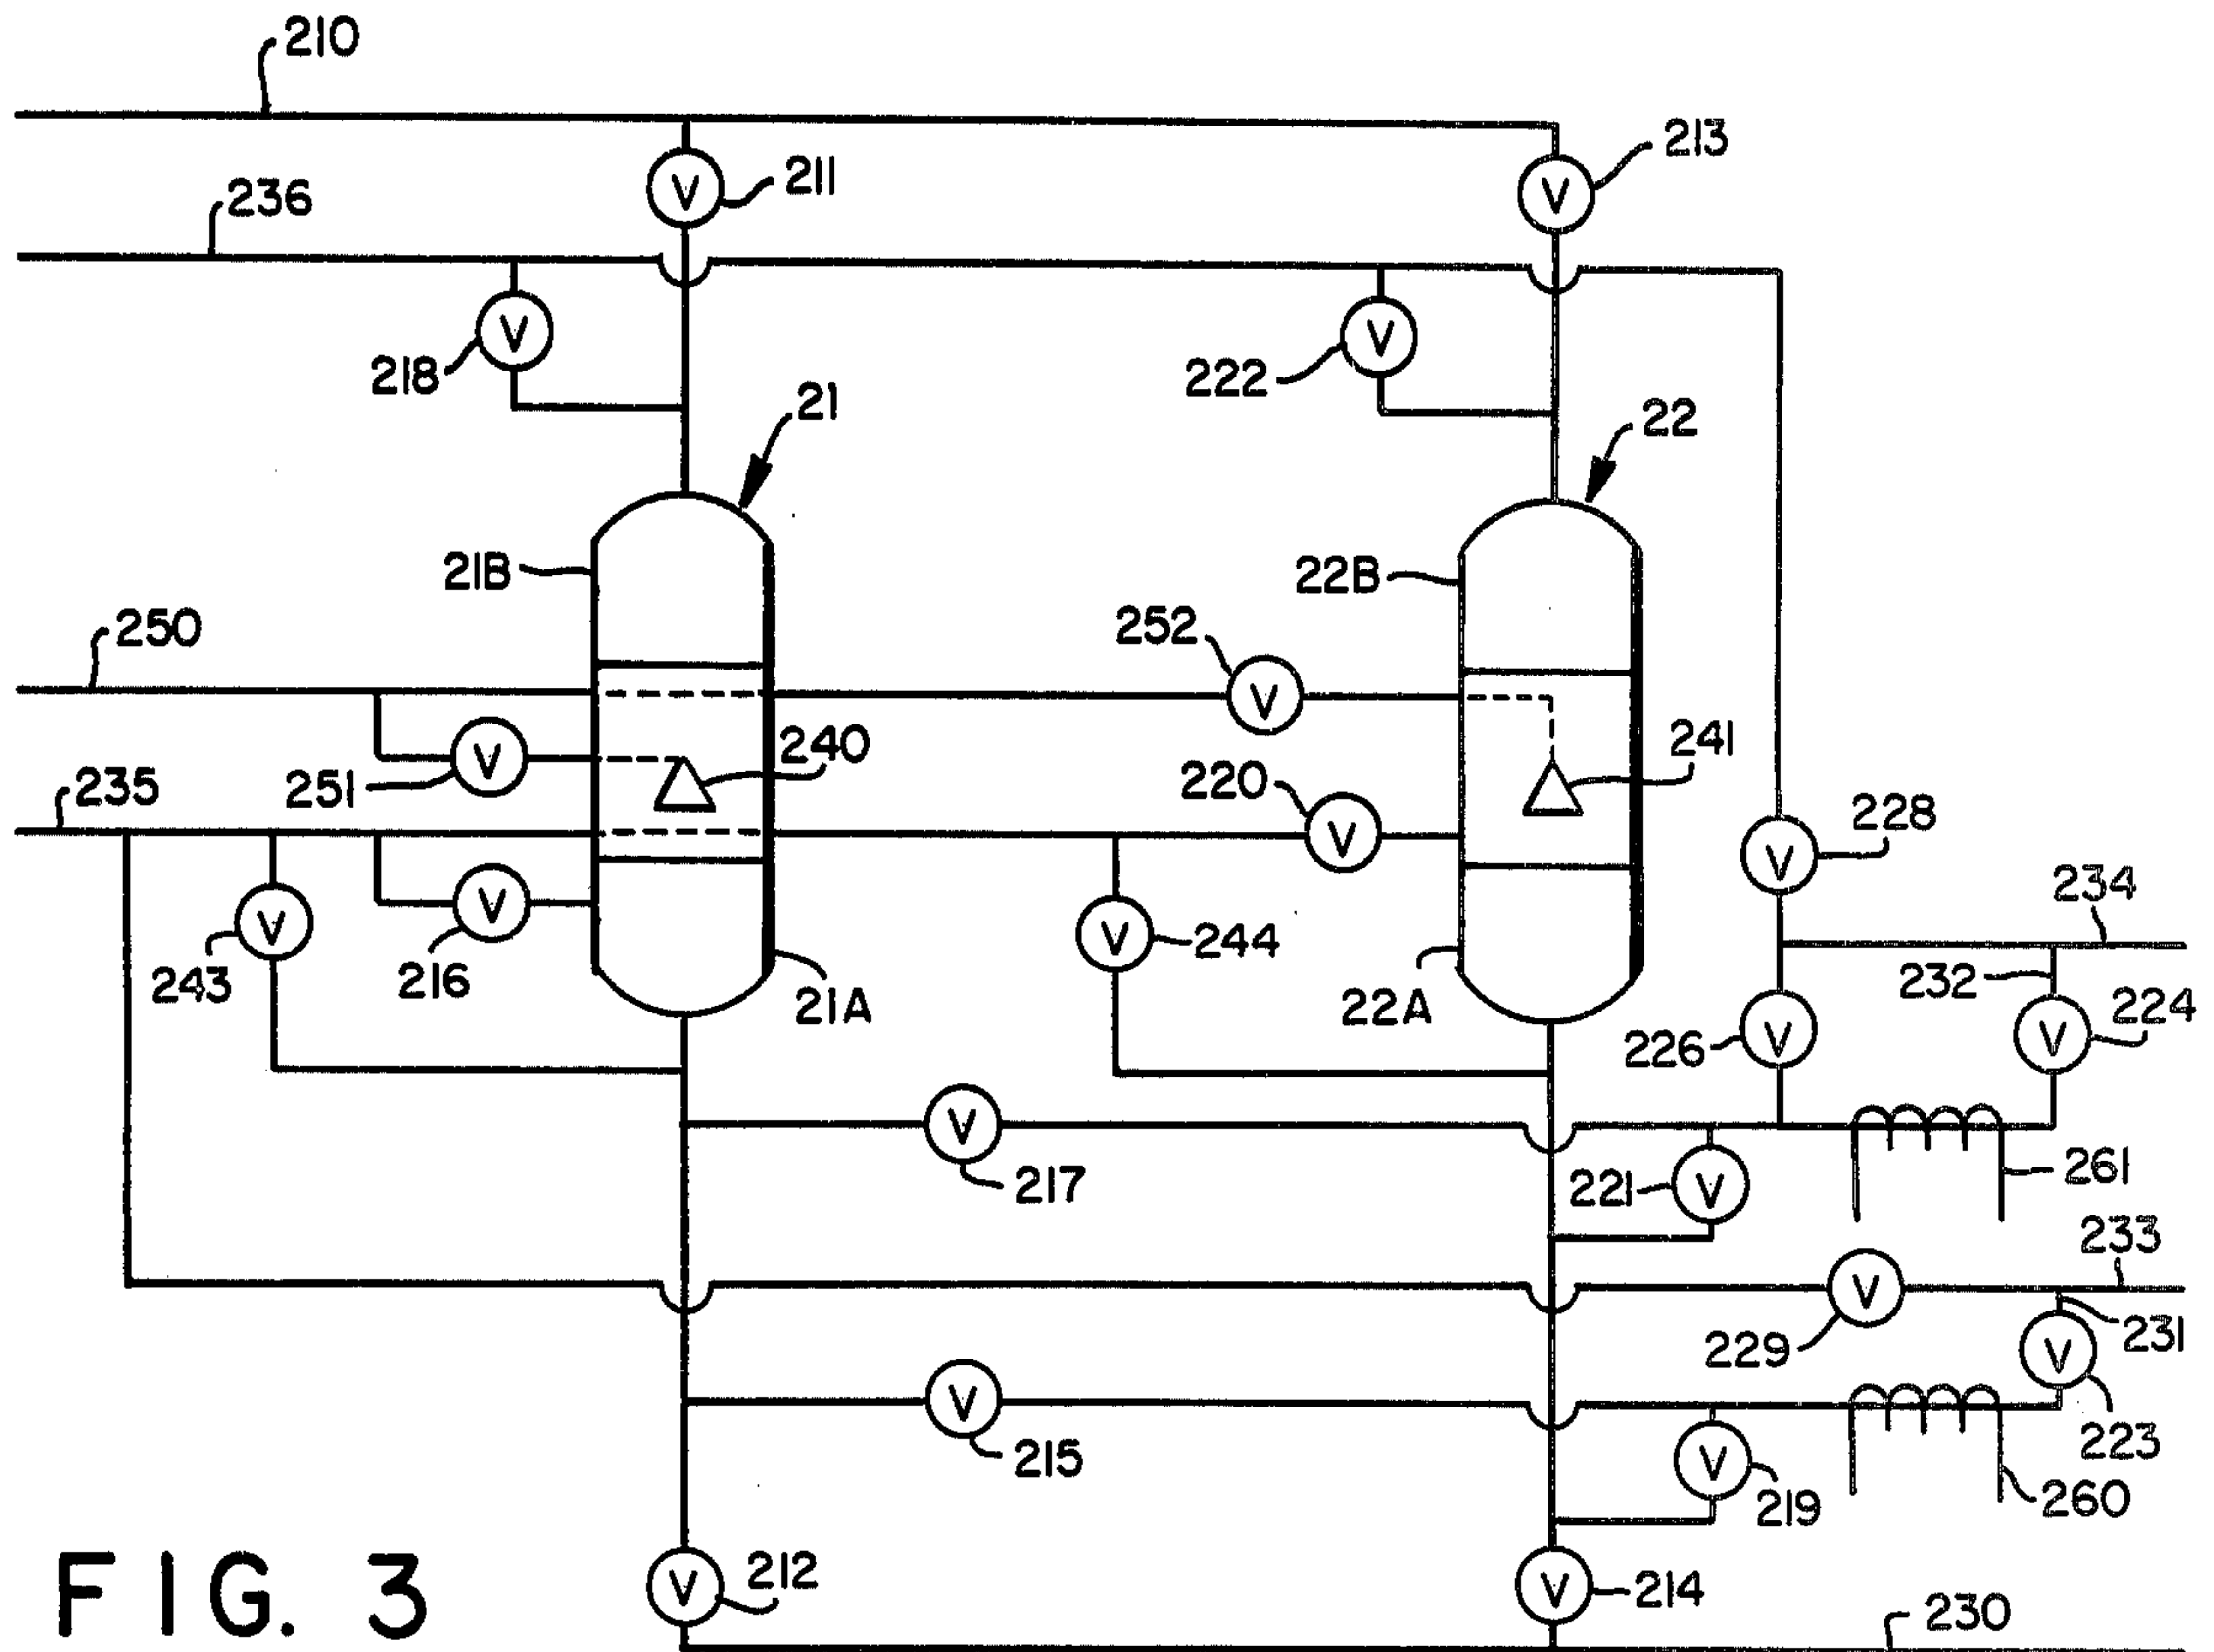 210
236
V 211
V 213
218 V
222 V
21
22
21B
22B
250
252 V
240
241
251 V
235
220 V
V 228
234
243 V
216 V
244 V
21A
22A
232
226 V
V 224
V 217
221 V
261
233
V 229
231
V 223
V 215
V 219
260
V 212
V 214
230
FIG. 3